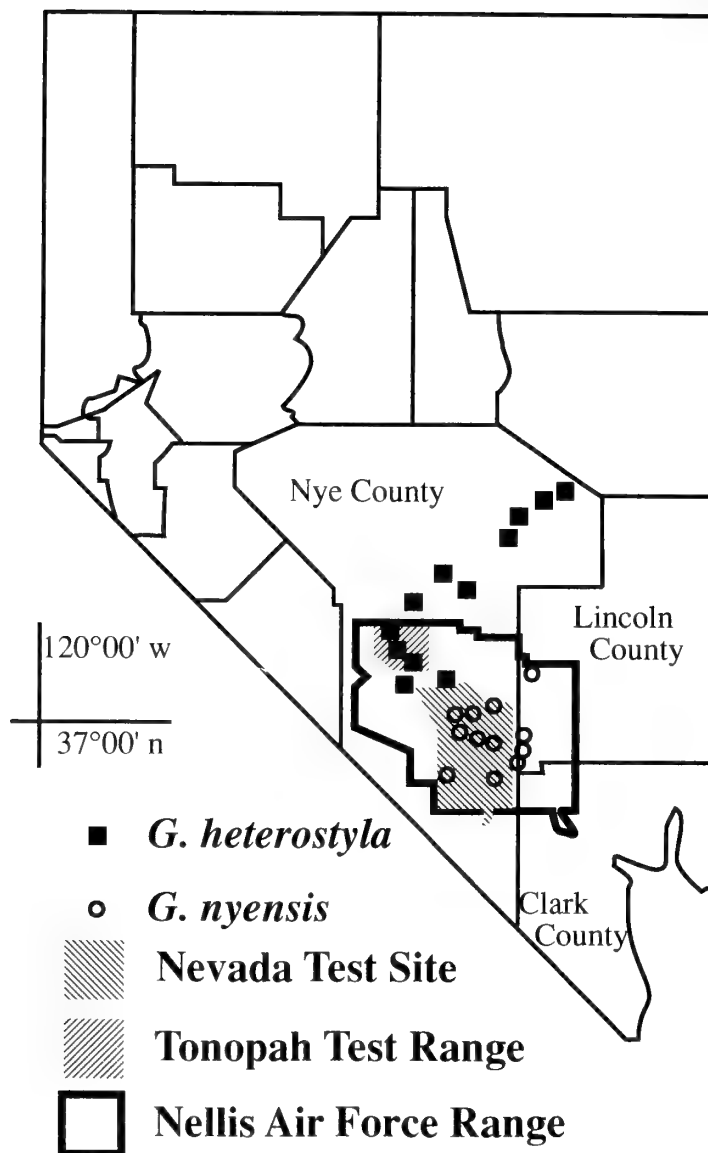 Nye County
Lincoln
County
120°00' w
37°00' n
G. heterostyla
G. nyensis
Clark
County
Nevada Test Site
Tonopah Test Range
Nellis Air Force Range